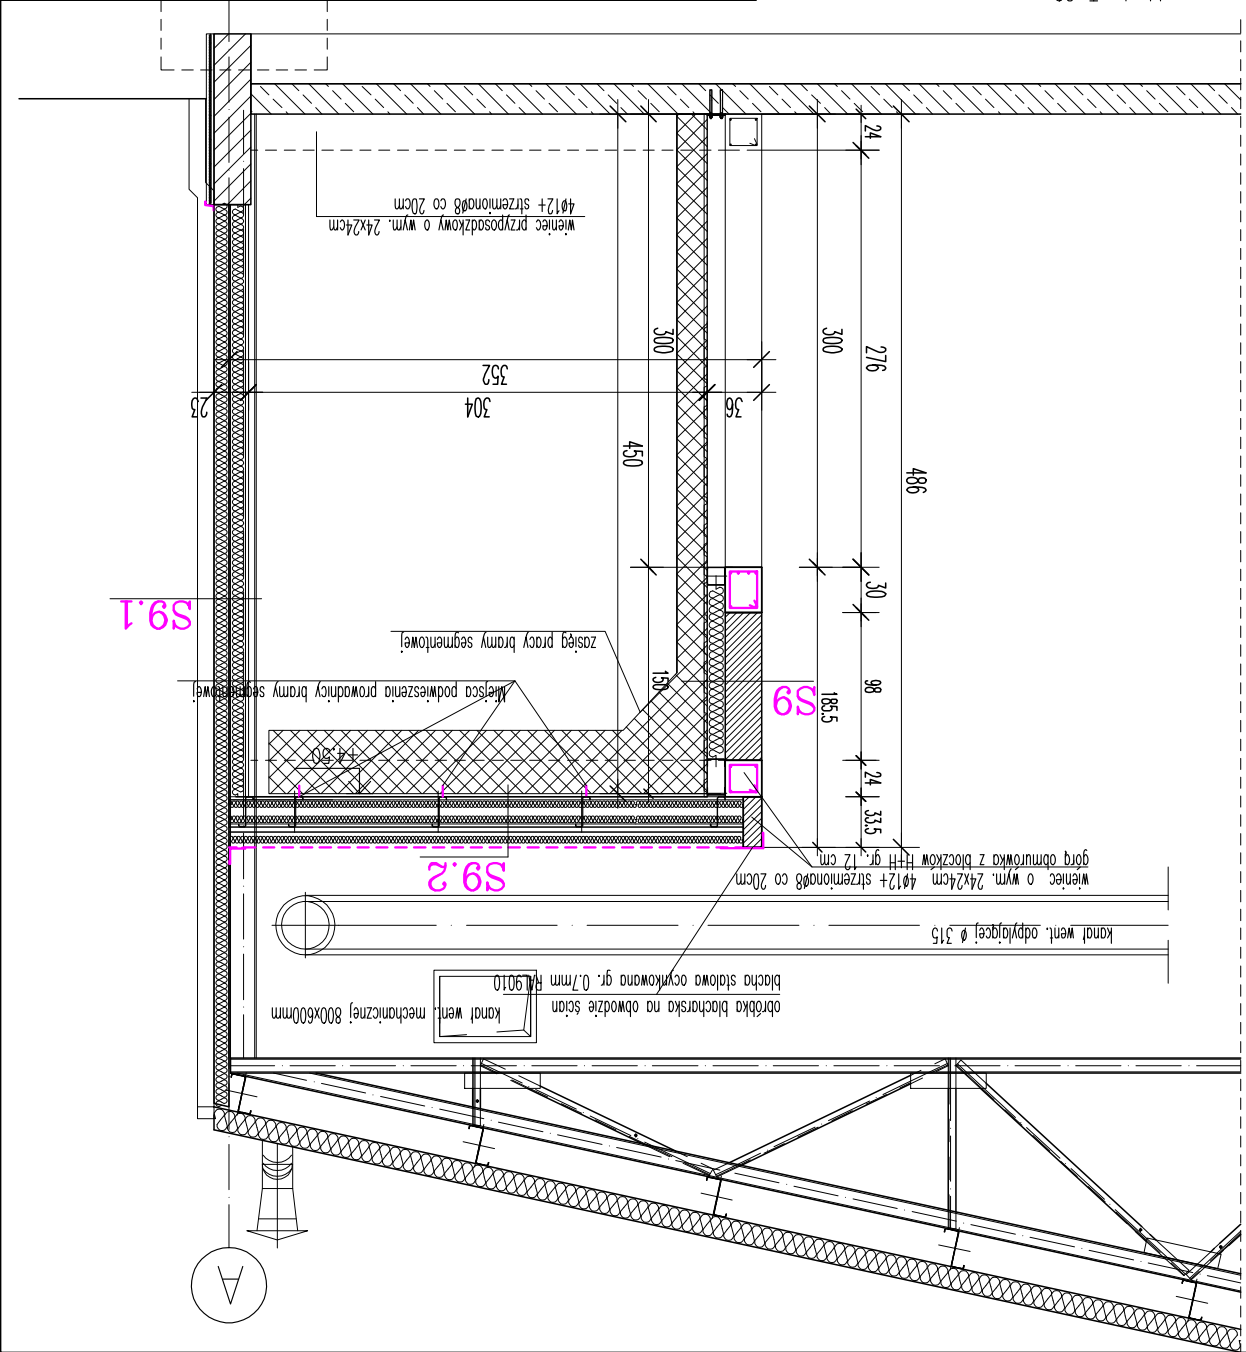 A
kanał went. mechanicznej 800x600mm
obróbka blacharska na obwodzie ścian
blacha stalowa ocynkowana gr. 0.7mm RAL9010
kanał went. odpylającej ø 315
wieniec o wym. 24x24cm 4ø12+ strzemionaø8 co 20cm
górą obmurowka z bloczków H+H gr. 12 cm
S9.2
33.5
24
+4.50
Miejsca podwieszenia prowadnicy bramy segmentowej
S9
185.5
98
150
zasięg pracy bramy segmentowej
S9.1
30
486
450
36
304
23
352
300
300
276
wieniec przyposadzkowy o wym. 24x24cm
4ø12+ strzemionaø8 co 20cm
24